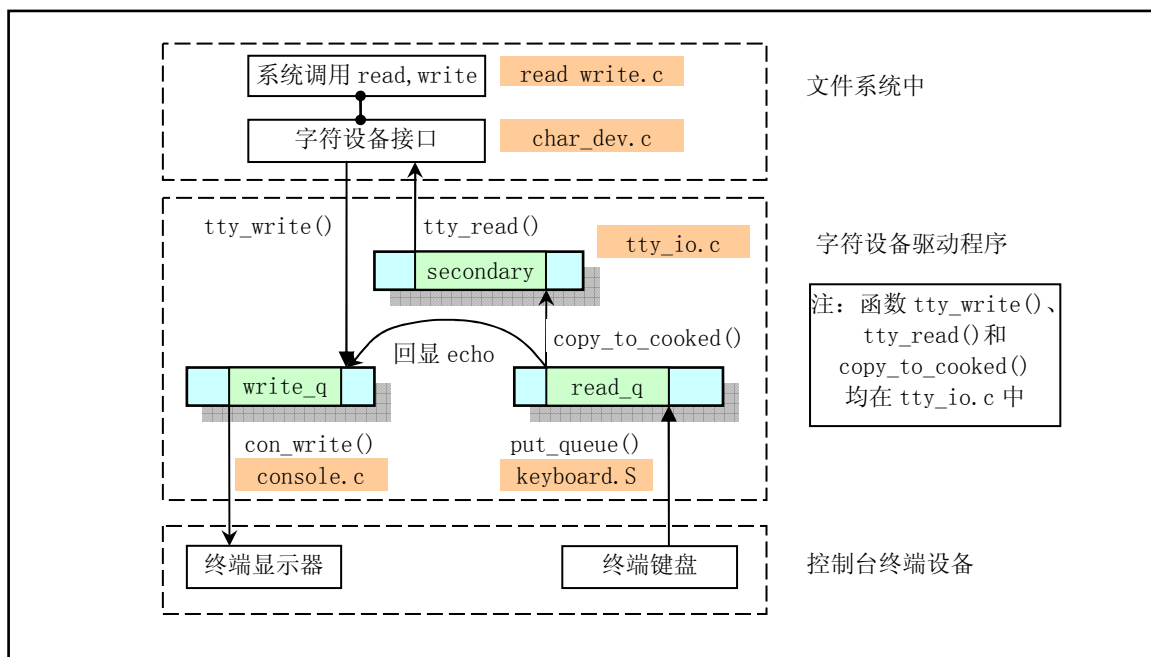 系统调用 read,write
read write.c
文件系统中
字符设备接口
char_dev.c
tty_write()
tty_read()
tty_io.c
字符设备驱动程序
secondary
注：函数 tty_write()、
tty_read()和
copy_to_cooked()
均在 tty_io.c 中
回显 echo
copy_to_cooked()
write_q
read_q
con_write()
put_queue()
console.c
keyboard.S
终端显示器
终端键盘
控制台终端设备